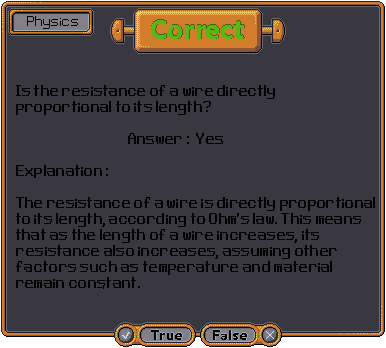 Physics
Correct
Is the resistance of a wire directly
proportional to its length?
Answer : Yes
Explanation :
The resistance of a wire is directly proportional
to its length, according to Ohm's law. This means
that as the length of a wire increases, its
resistance also increases, assuming other
factors such as temperature and material
remain constant.
True False